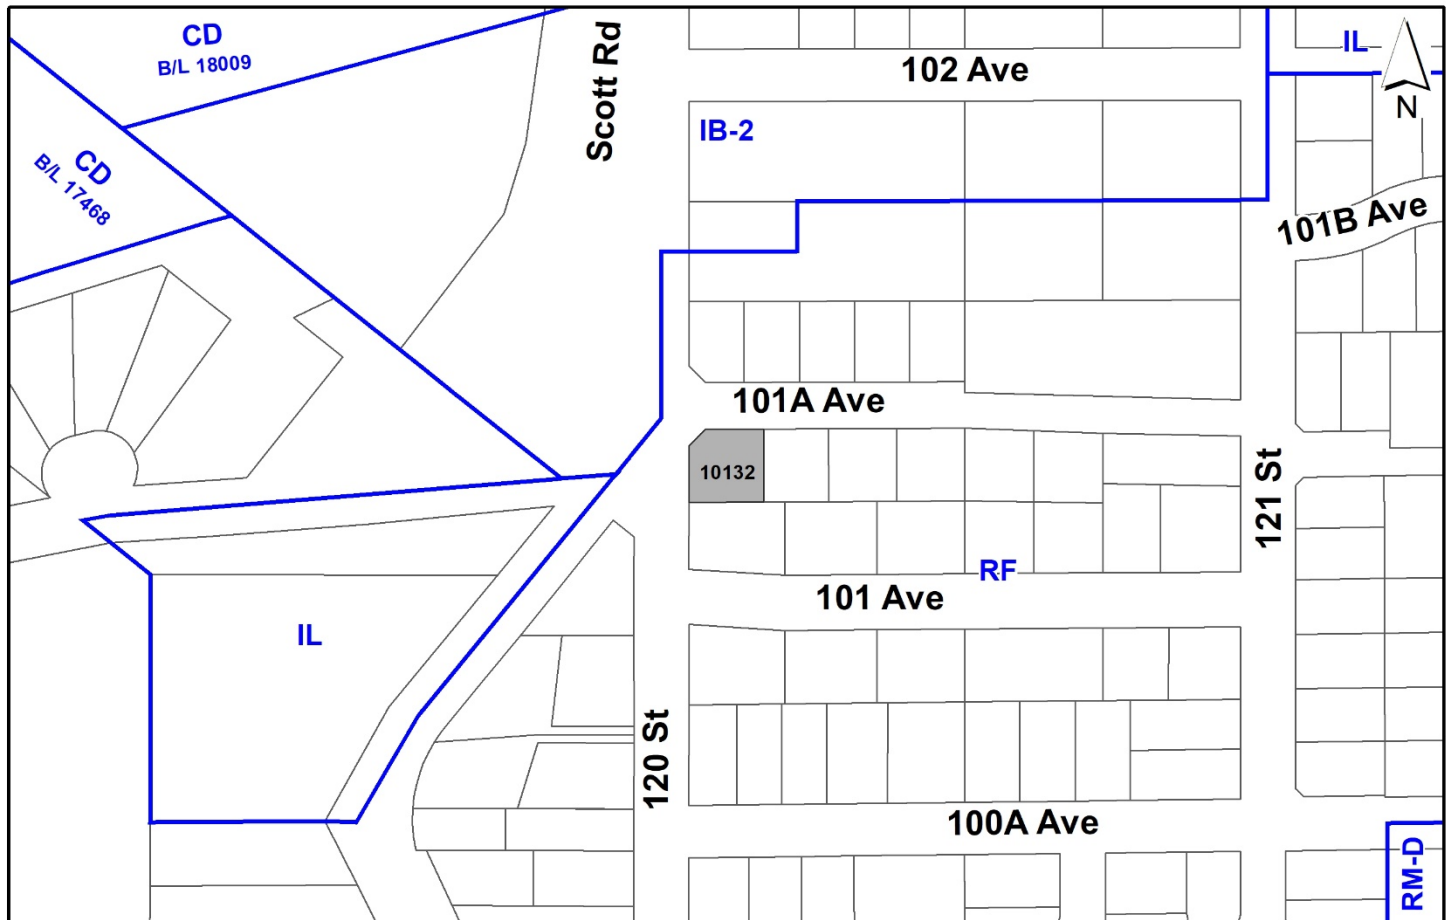 CD
B/L 18009
Scott Rd
102 Ave
IL
N
IB-2
CD
B/L 17468
101B Ave
101A Ave
10132
121 St
RF
101 Ave
IL
120 St
100A Ave
RM-D